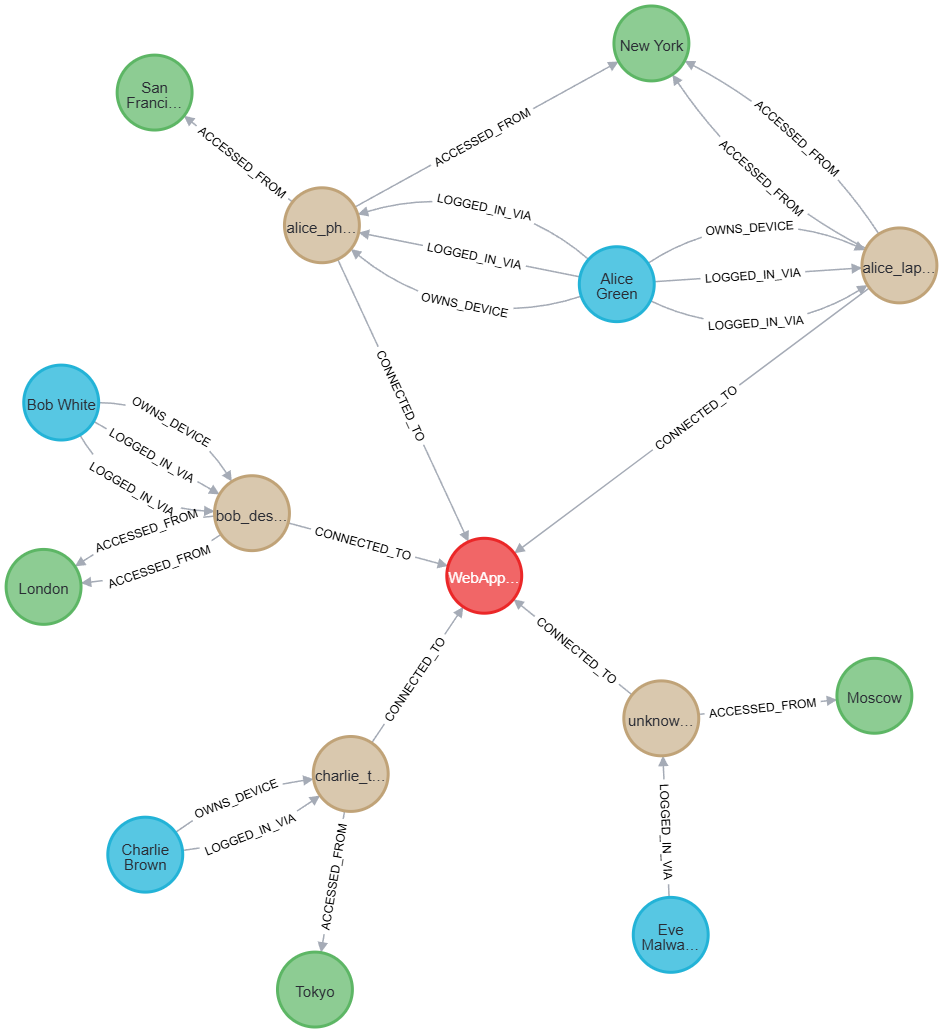 New York
San
Franci…
ACCESSED_FROM
ACCESSED_FROM
ACCESSED_FROM
ACCESSED_FROM
LOGGED_IN_VIA
alice_ph…
OWNS_DEVICE
LOGGED_IN_VIA
Alice
Green
LOGGED_IN_VIA
alice_lap…
OWNS_DEVICE
LOGGED_IN_VIA
CONNECTED_TO
CONNECTED_TO
Bob White
OWNS_DEVICE
LOGGED_IN_VIA
LOGGED_IN_VIA
bob_des…
ACCESSED_FROM
ACCESSED_FROM
CONNECTED_TO
London
WebApp…
CONNECTED_TO
CONNECTED_TO
unknow…
ACCESSED_FROM
Moscow
charlie_t…
OWNS_DEVICE
LOGGED_IN_VIA
LOGGED_IN_VIA
Charlie
Brown
ACCESSED_FROM
Eve
Malwa…
Tokyo